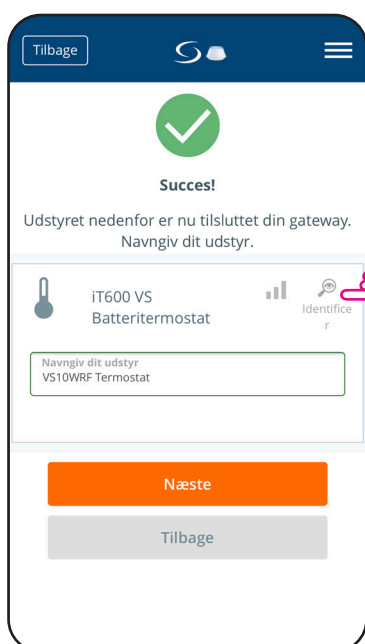 Tilbage
Succes!
Udstyret nedenfor er nu tilsluttet din gateway.
Navngiv dit udstyr.
iT600 VS
Batteritermostat
Identifice
r
Navngiv dit udstyr
VS10WRF Termostat
Næste
Tilbage